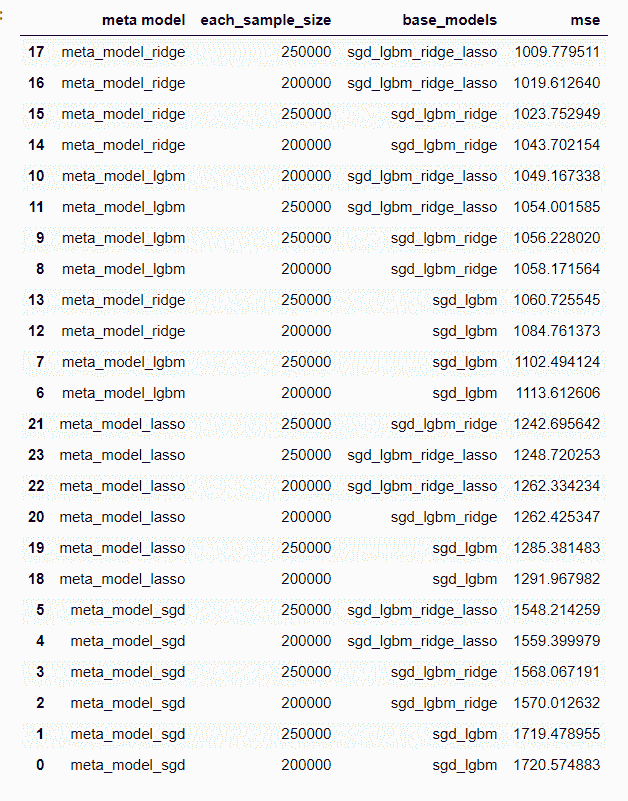 meta model each_sample_size base_models mse
17 meta_model_ridge 250000 sgd_lgbm_ridge_lasso 1009.779511
16 meta_model_ridge 200000 sgd_lgbm_ridge_lasso 1019.612640
15 meta_model_ridge 250000 sgd_lgbm_ridge 1023.752949
14 meta_model_ridge 200000 sgd_lgbm_ridge 1043.702154
10 meta_model_lgbm 200000 sgd_lgbm_ridge_lasso 1049.167338
11 meta_model_lgbm 250000 sgd_lgbm_ridge_lasso 1054.001585
9 meta_model_lgbm 250000 sgd_lgbm_ridge 1056.228020
8 meta_model_lgbm 200000 sgd_lgbm_ridge 1058.171564
13 meta_model_ridge 250000 sgd_lgbm 1060.725545
12 meta_model_ridge 200000 sgd_lgbm 1084.761373
7 meta_model_lgbm 250000 sgd_lgbm 1102.494124
6 meta_model_lgbm 200000 sgd_lgbm 1113.612606
21 meta_model_lasso 250000 sgd_lgbm_ridge 1242.695642
23 meta_model_lasso 250000 sgd_lgbm_ridge_lasso 1248.720253
22 meta_model_lasso 200000 sgd_lgbm_ridge_lasso 1262.334234
20 meta_model_lasso 200000 sgd_lgbm_ridge 1262.425347
19 meta_model_lasso 250000 sgd_lgbm 1285.381483
18 meta_model_lasso 200000 sgd_lgbm 1291.967982
5 meta_model_sgd 250000 sgd_lgbm_ridge_lasso 1548.214259
4 meta_model_sgd 200000 sgd_lgbm_ridge_lasso 1559.399979
3 meta_model_sgd 250000 sgd_lgbm_ridge 1568.067191
2 meta_model_sgd 200000 sgd_lgbm_ridge 1570.012632
1 meta_model_sgd 250000 sgd_lgbm 1719.478955
0 meta_model_sgd 200000 sgd_lgbm 1720.574883